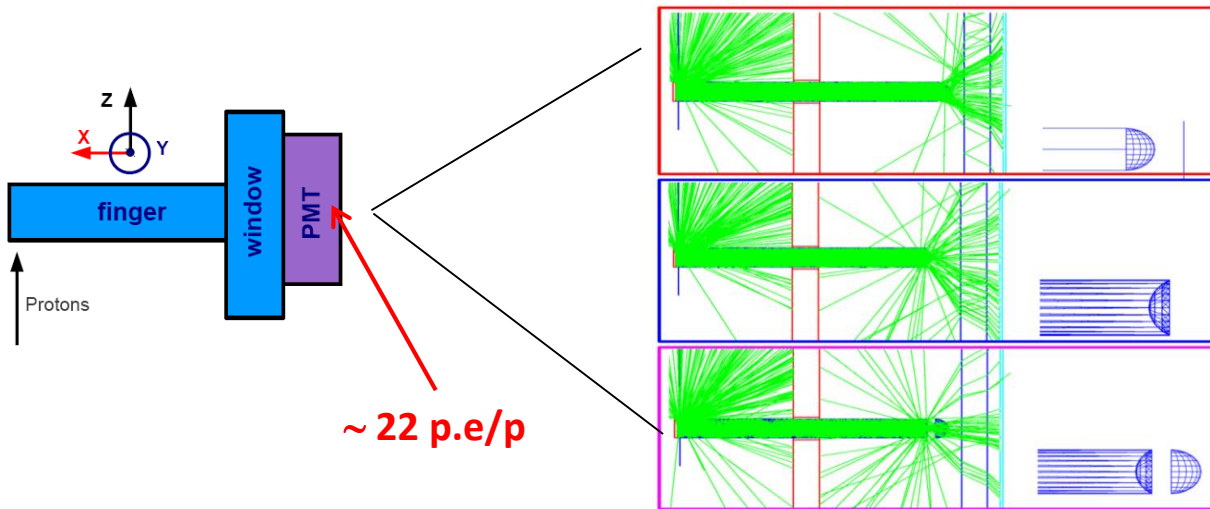 Z
X
Y
finger
window
PMT
Protons
~ 22 p.e/p